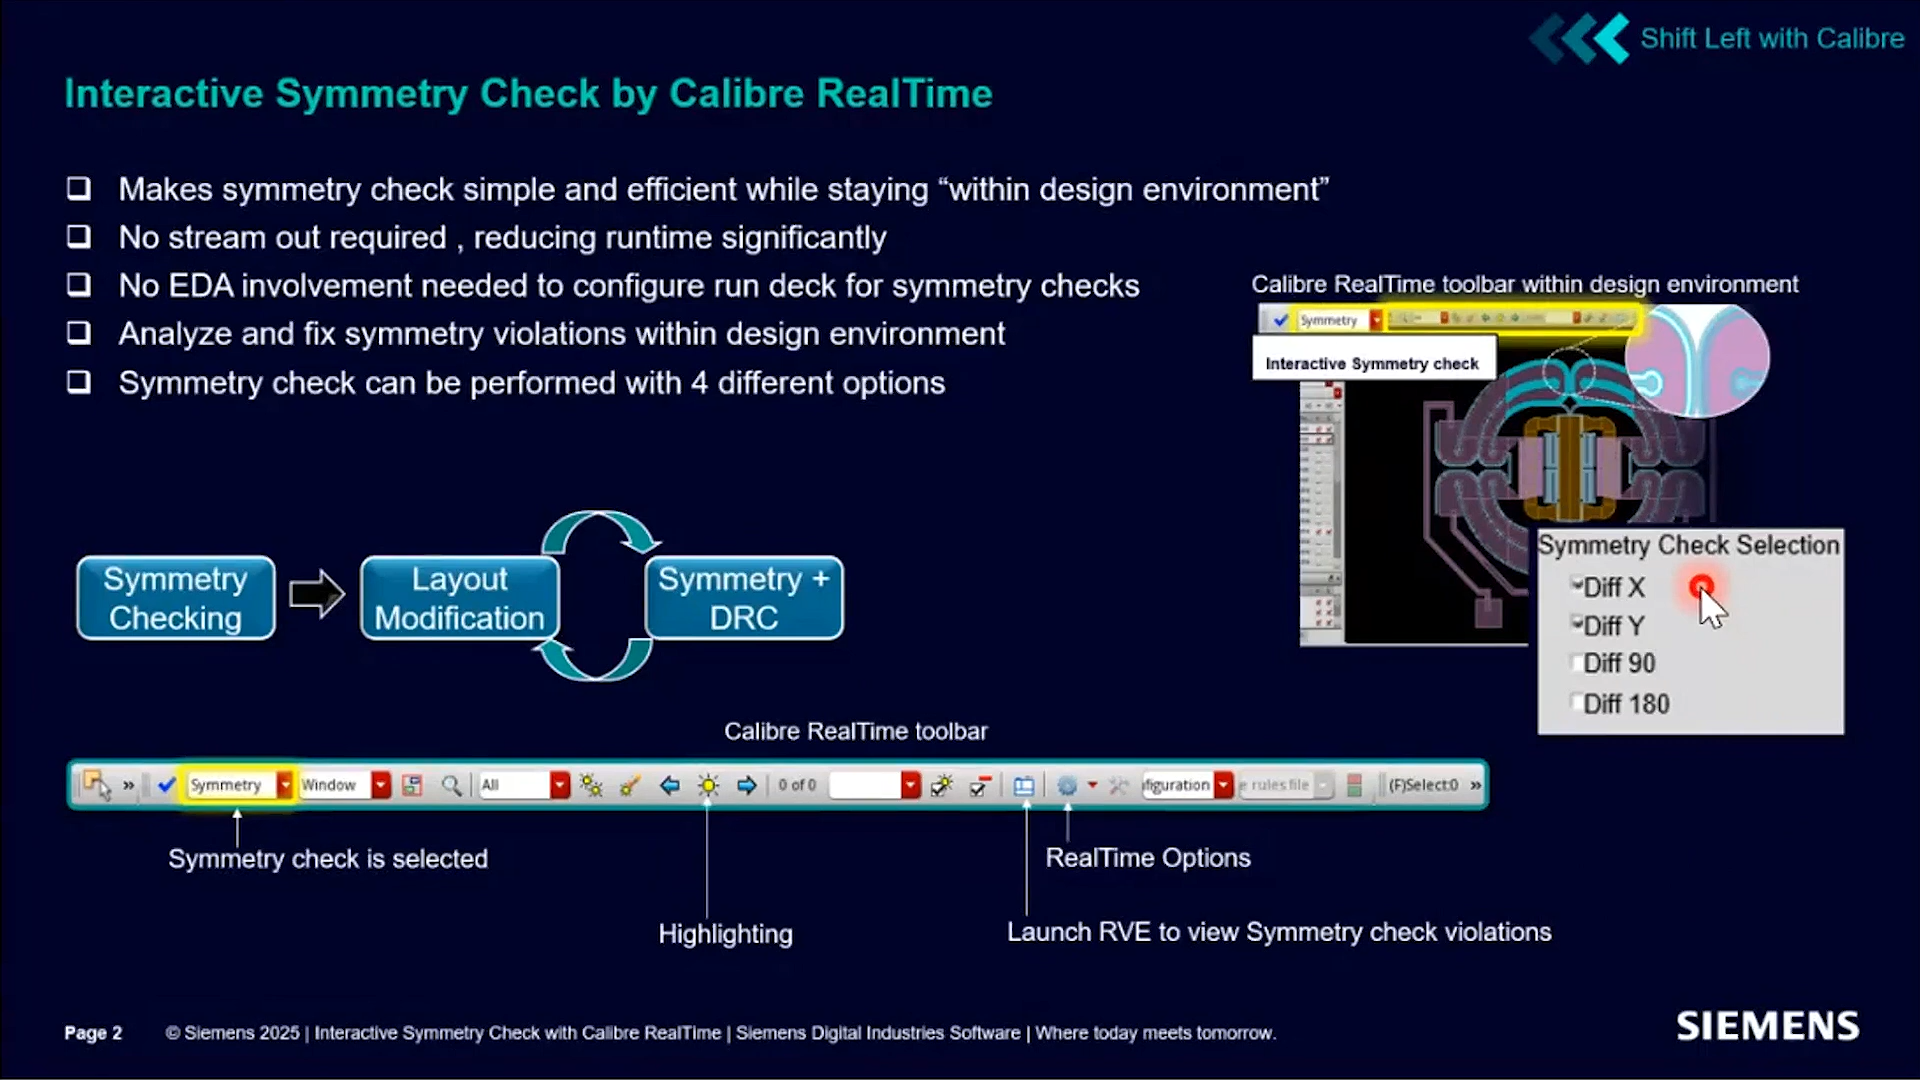 Shift Left with Calibre
Interactive Symmetry Check by Calibre RealTime
Makes symmetry check simple and efficient while staying “within design environment”
No stream out required , reducing runtime significantly
No EDA involvement needed to configure run deck for symmetry checks
Analyze and fix symmetry violations within design environment
Symmetry check can be performed with 4 different options
Calibre RealTime toolbar within design environment
Symmetry
Interactive Symmetry check
Symmetry Check Selection
Diff X
Diff Y
Diff 90
Diff 180
Symmetry
Checking
Layout
Modification
Symmetry +
DRC
Calibre RealTime toolbar
» Symmetry Window All 0 of 0 figuration e rules file (F)Select:0 »
Symmetry check is selected
RealTime Options
Highlighting
Launch RVE to view Symmetry check violations
Page 2 © Siemens 2025 | Interactive Symmetry Check with Calibre RealTime | Siemens Digital Industries Software | Where today meets tomorrow.
SIEMENS